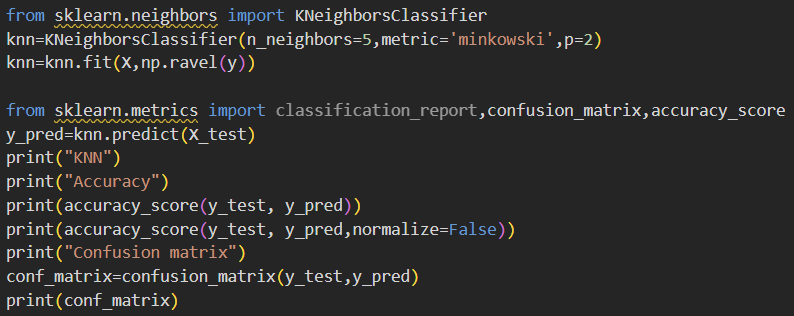 from sklearn.neighbors import KNeighborsClassifier
knn=KNeighborsClassifier(n_neighbors=5,metric='minkowski',p=2)
knn=knn.fit(X,np.ravel(y))
from sklearn.metrics import classification_report,confusion_matrix,accuracy_score
y_pred=knn.predict(X_test)
print("KNN")
print("Accuracy")
print(accuracy_score(y_test, y_pred))
print(accuracy_score(y_test, y_pred,normalize=False))
print("Confusion matrix")
conf_matrix=confusion_matrix(y_test,y_pred)
print(conf_matrix)